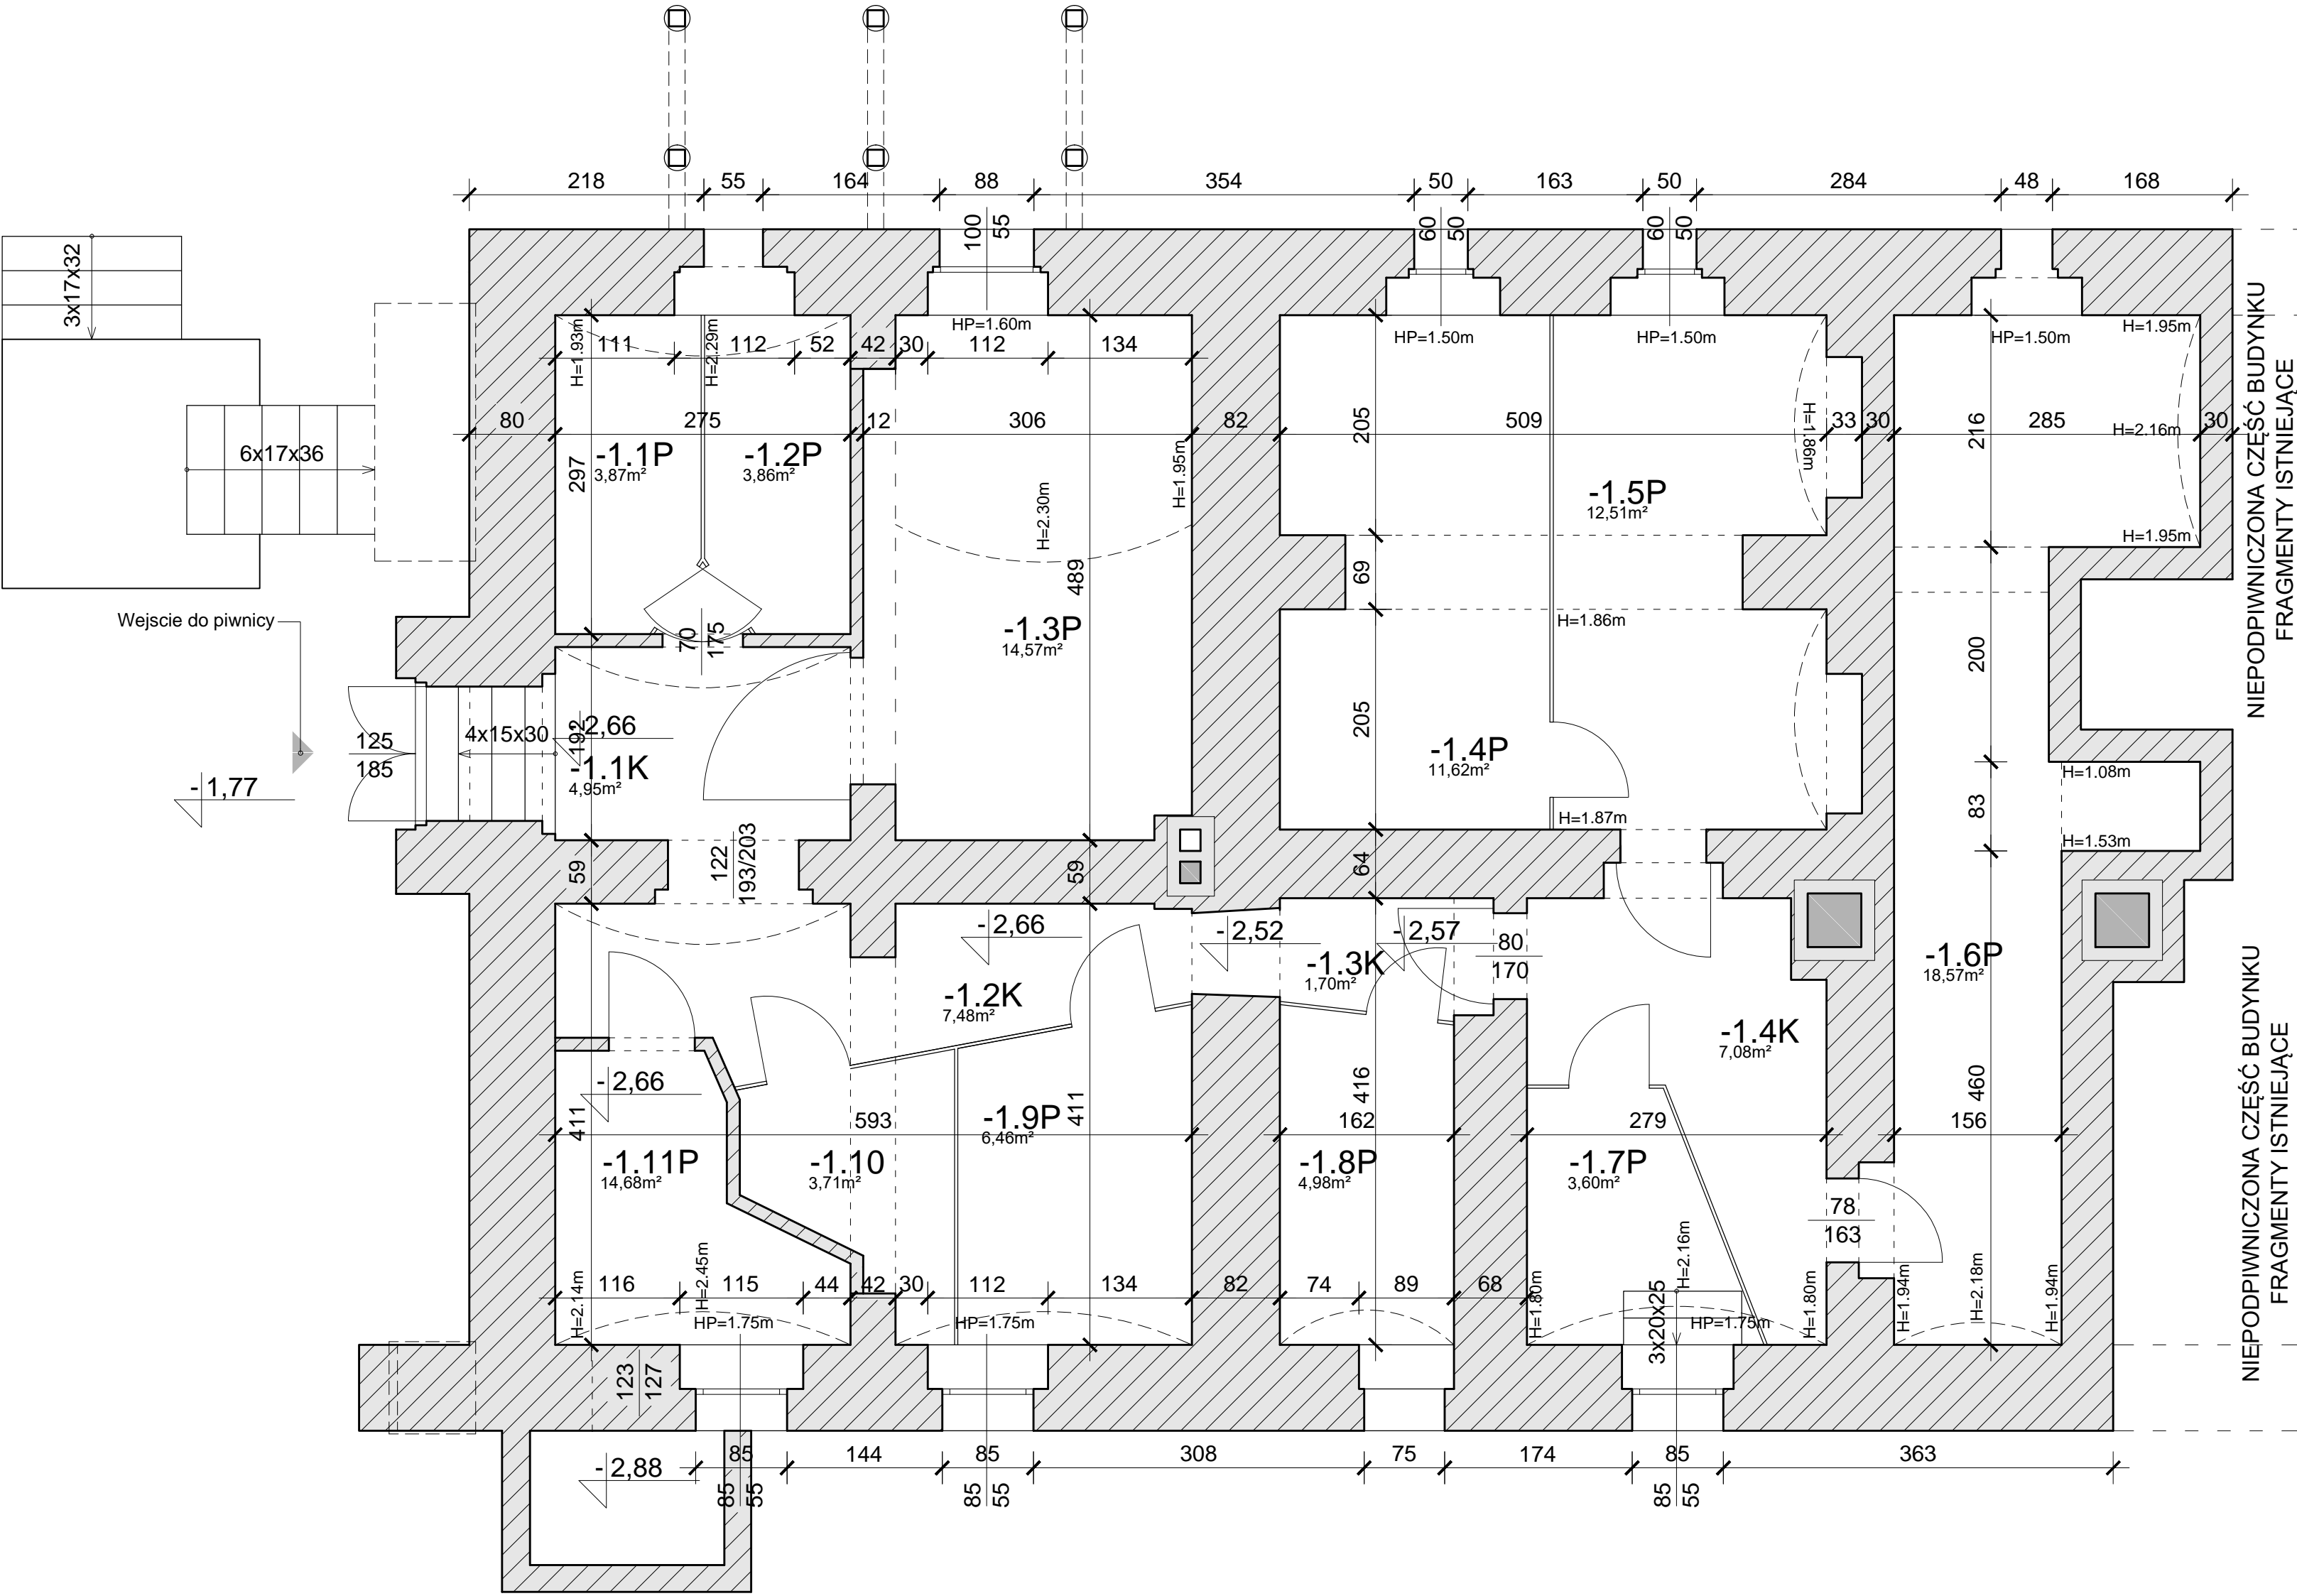 218 55 164 88 354 50 163 50 284 48 168
100 55
60 50
60 50
3x17x32
6x17x36
HP=1.60m
HP=1.50m
HP=1.50m
HP=1.50m
H=1.95m
H=1.93m
H=2.29m
111 112 52 42 30 112 134
80 275 12 306 82 509 33 30 285 30
H=1.86m
H=2.16m
H=1.95m
H=2.30m
H=1.95m
297
205
216
-1.1P
3,87m²
-1.2P
3,86m²
-1.5P
12,51m²
NIEPODPIWNICZONA CZĘŚĆ BUDYNKU
FRAGMENTY ISTNIEJĄCE
489
69
Wejscie do piwnicy
70
175
-1.3P
14,57m²
H=1.86m
200
205
192
-2,66
4x15x30
125
185
-1,77
-1.1K
4,95m²
-1.4P
11,62m²
H=1.08m
83
H=1.87m
H=1.53m
59
122
193/203
59
64
-2,66
-2,52
-2,57
80
170
-1.3K
1,70m²
-1.2K
7,48m²
-1.6P
18,57m²
-1.4K
7,08m²
-2,66
411
593
411
416
162
279
460
156
-1.9P
6,46m²
-1.11P
14,68m²
-1.10
3,71m²
-1.8P
4,98m²
-1.7P
3,60m²
78
163
NIEPODPIWNICZONA CZĘŚĆ BUDYNKU
FRAGMENTY ISTNIEJĄCE
116 115 44 42 30 112 134 82 74 89 68
H=2.14m
H=2.45m
H=1.80m
H=2.16m
H=1.80m
H=1.94m
H=2.18m
H=1.94m
HP=1.75m
HP=1.75m
HP=1.75m
3x20x25
123
127
-2,88
85 144 85 308 75 174 85 363
85 55
85 55
85 55